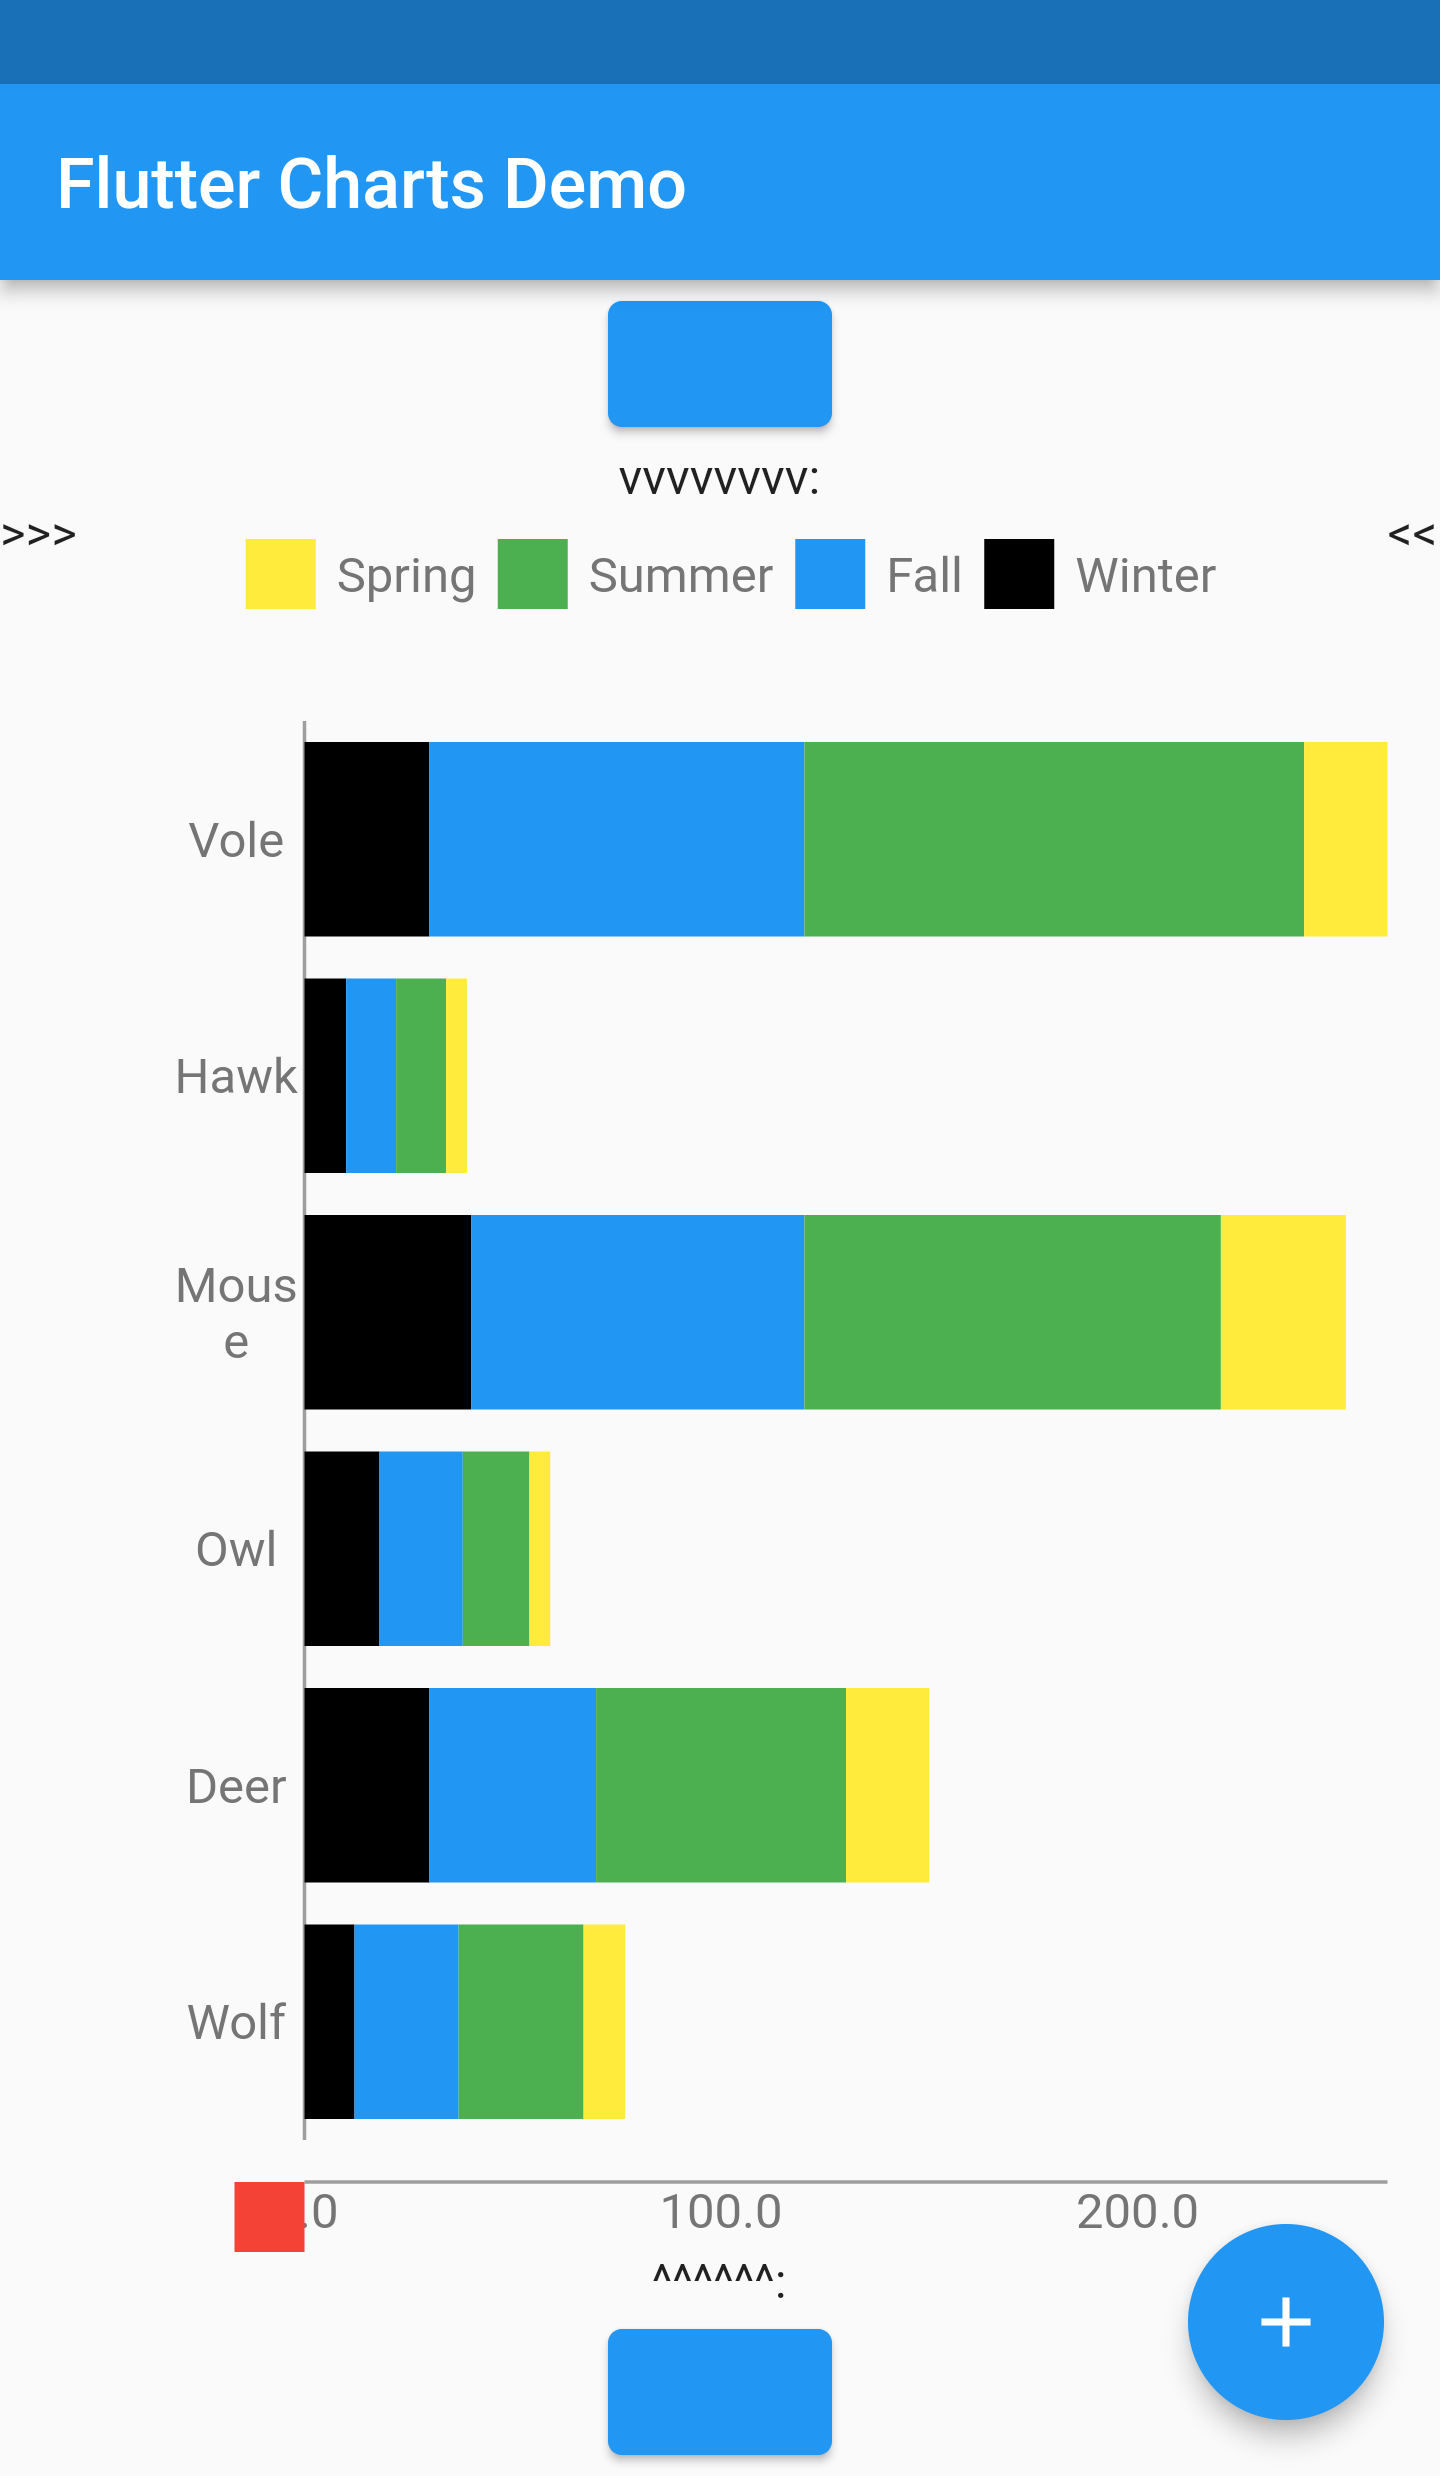 Flutter Charts Demo
vvvvvvvv:
>>> <<
Spring Summer Fall Winter
Vole
Hawk
Mous
e
Owl
Deer
Wolf
.0 100.0 200.0
^^^^^^:
+